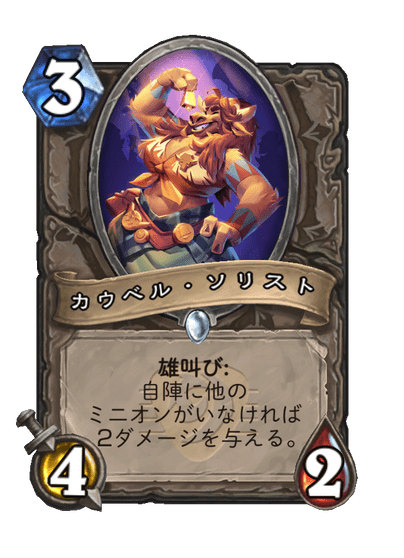 3
カウベル・ソリスト
雄叫び:
自陣に他の
ミニオンがいなければ
2ダメージを与える。
4
2